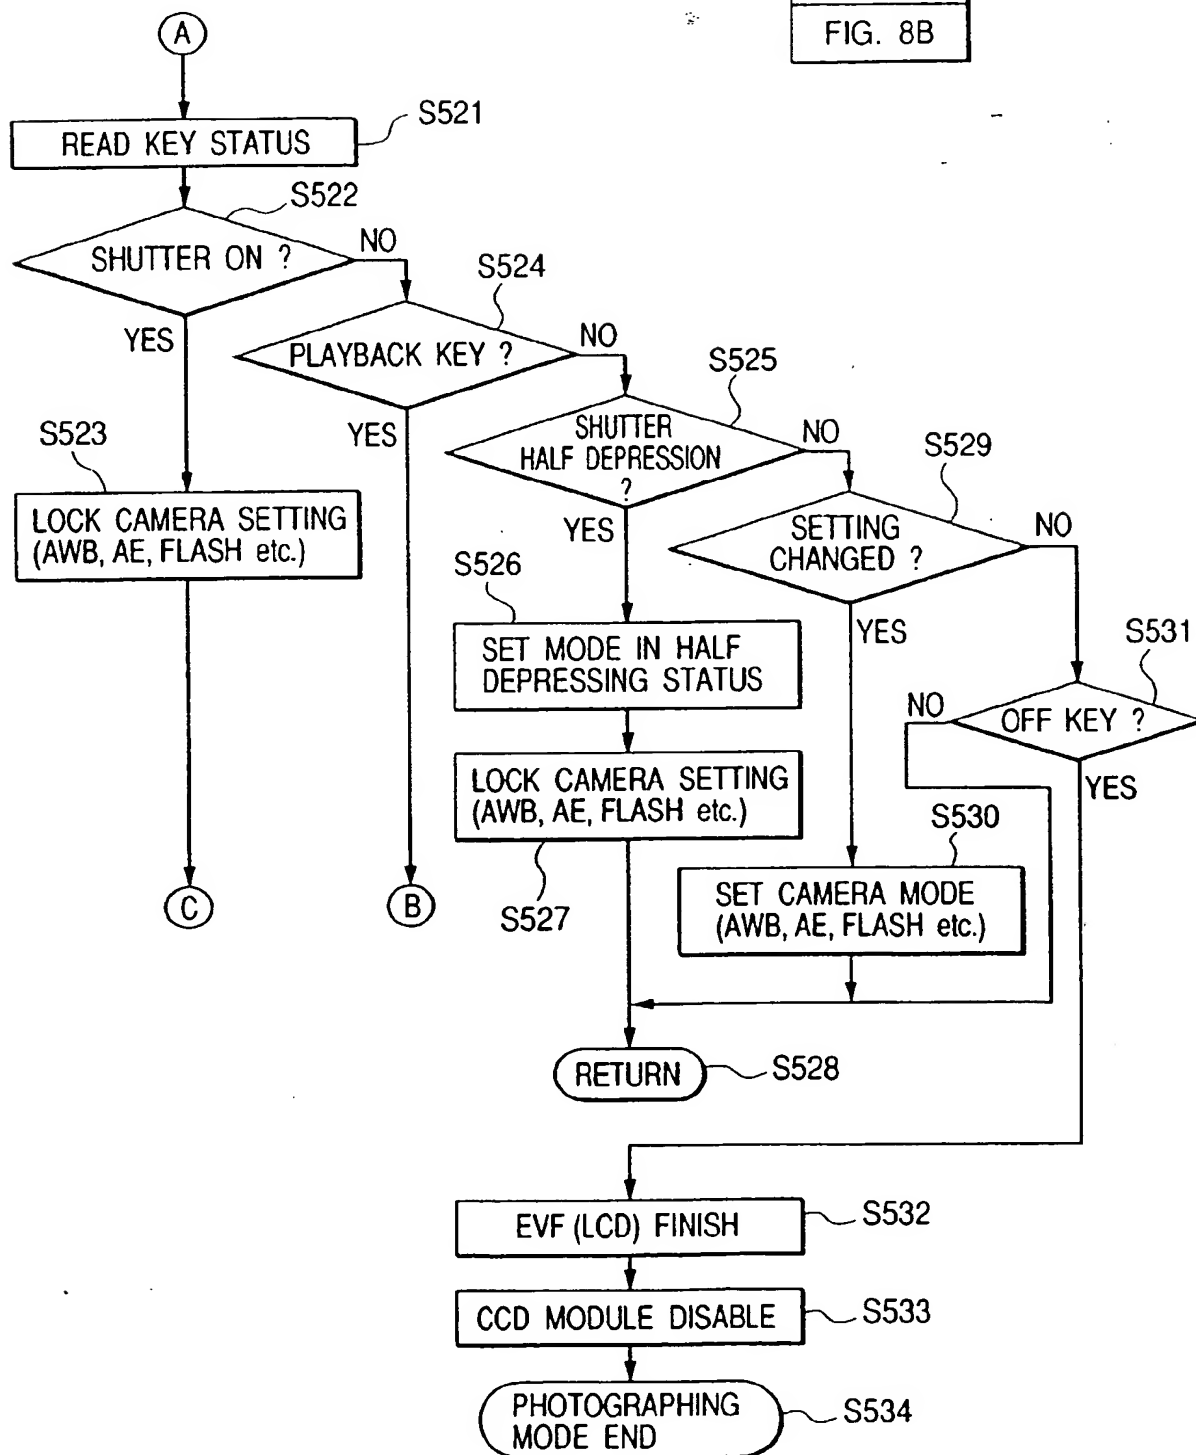 FIG. 8B
A
S521
READ KEY STATUS
S522
SHUTTER ON ?
NO
YES
S524
PLAYBACK KEY ?
NO
YES
S525
SHUTTER
HALF DEPRESSION
?
NO
YES
S523
LOCK CAMERA SETTING
(AWB, AE, FLASH etc.)
S529
SETTING
CHANGED ?
NO
YES
S526
SET MODE IN HALF
DEPRESSING STATUS
S531
OFF KEY ?
NO
YES
LOCK CAMERA SETTING
(AWB, AE, FLASH etc.)
S527
S530
SET CAMERA MODE
(AWB, AE, FLASH etc.)
C
B
RETURN
S528
EVF (LCD) FINISH
S532
CCD MODULE DISABLE
S533
PHOTOGRAPHING
MODE END
S534